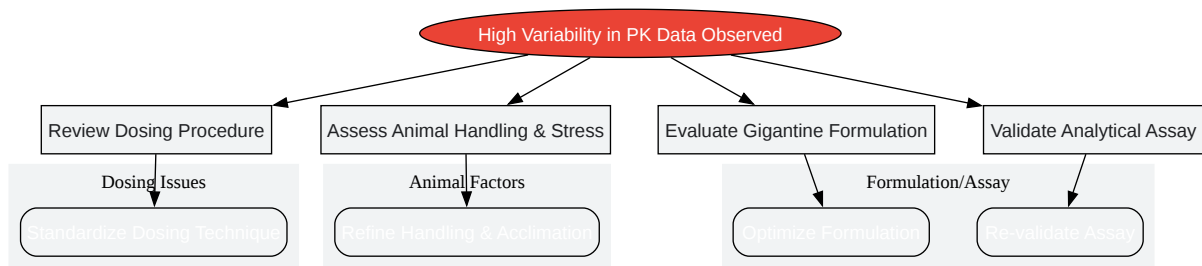 High Variability in PK Data Observed
Review Dosing Procedure
Assess Animal Handling & Stress
Evaluate Gigantine Formulation
Validate Analytical Assay
Dosing Issues
Animal Factors
Formulation/Assay
Standardize Dosing Technique
Refine Handling & Acclimation
Optimize Formulation
Re-validate Assay